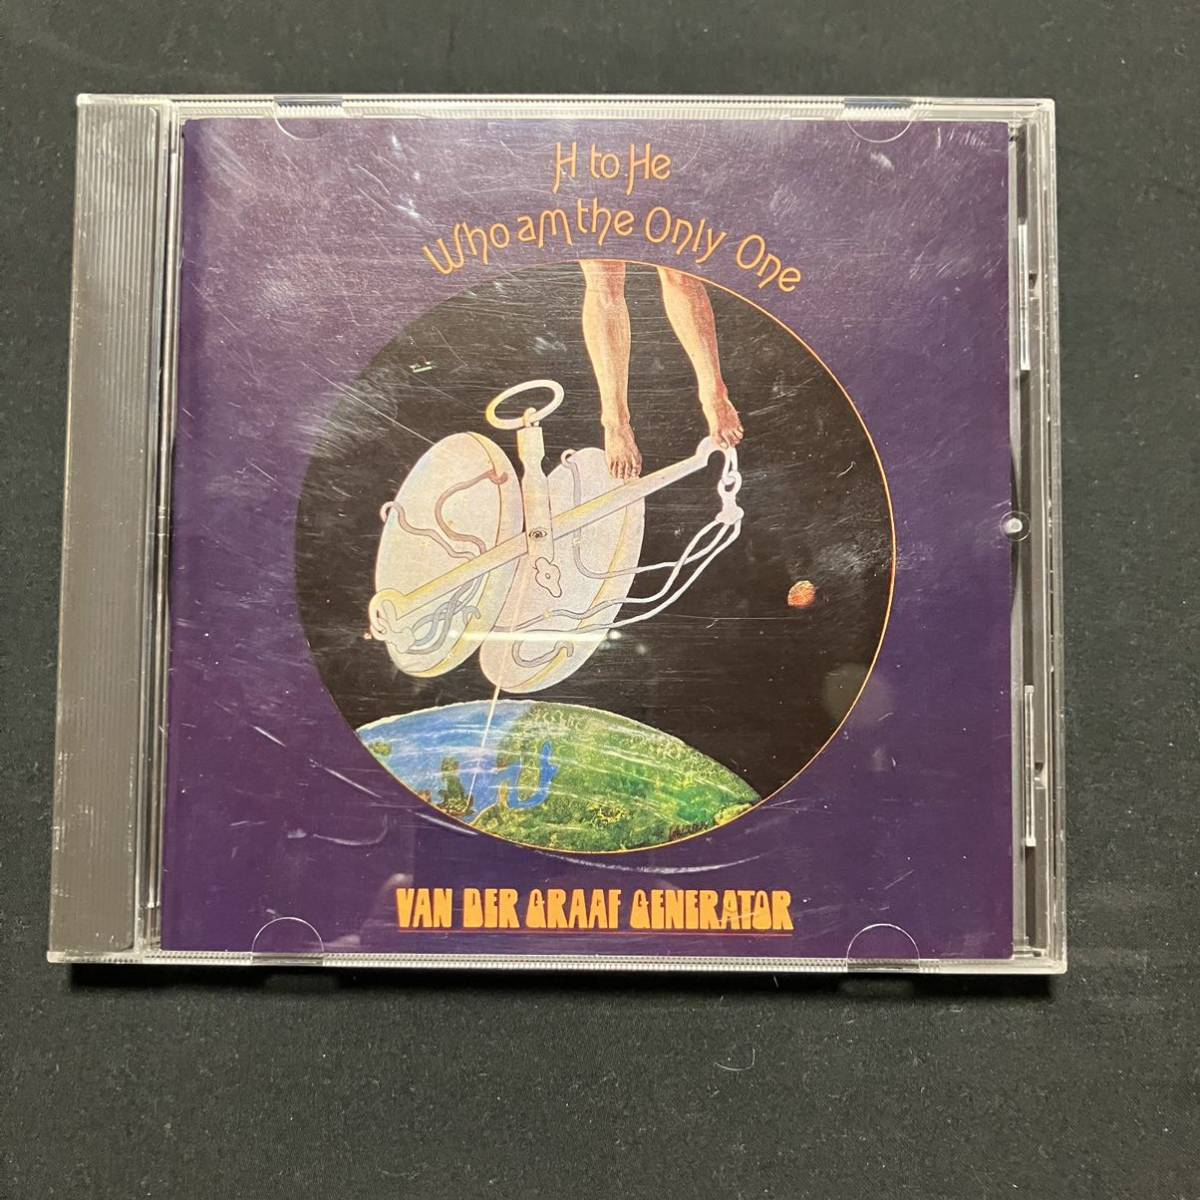 H to He
Who am the Only One
VAN DER GRAAF GENERATOR